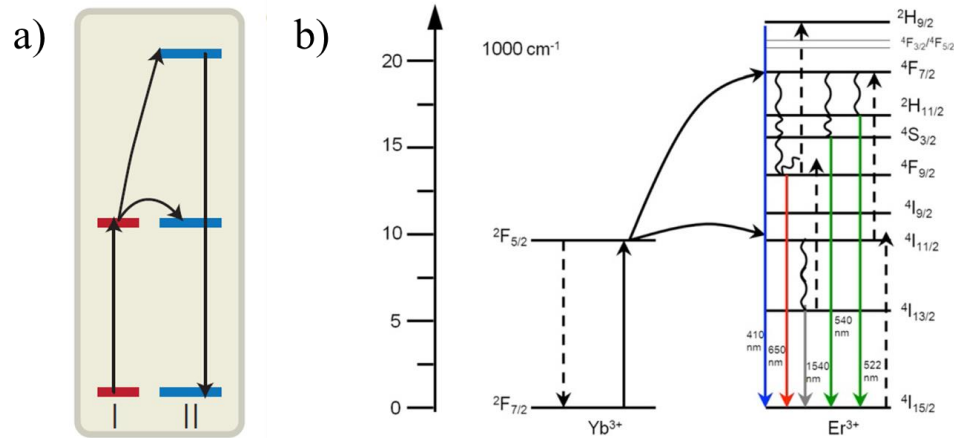 a)
I II
b)
1000 cm⁻¹
20
15
10
5
0
²F₅/₂
²F₇/₂
Yb³⁺
²H₉/₂
⁴F₃/₂/⁴F₅/₂
⁴F₇/₂
²H₁₁/₂
⁴S₃/₂
⁴F₉/₂
⁴I₉/₂
⁴I₁₁/₂
⁴I₁₃/₂
⁴I₁₅/₂
410
nm
650
nm
1540
nm
540
nm
522
nm
Er³⁺